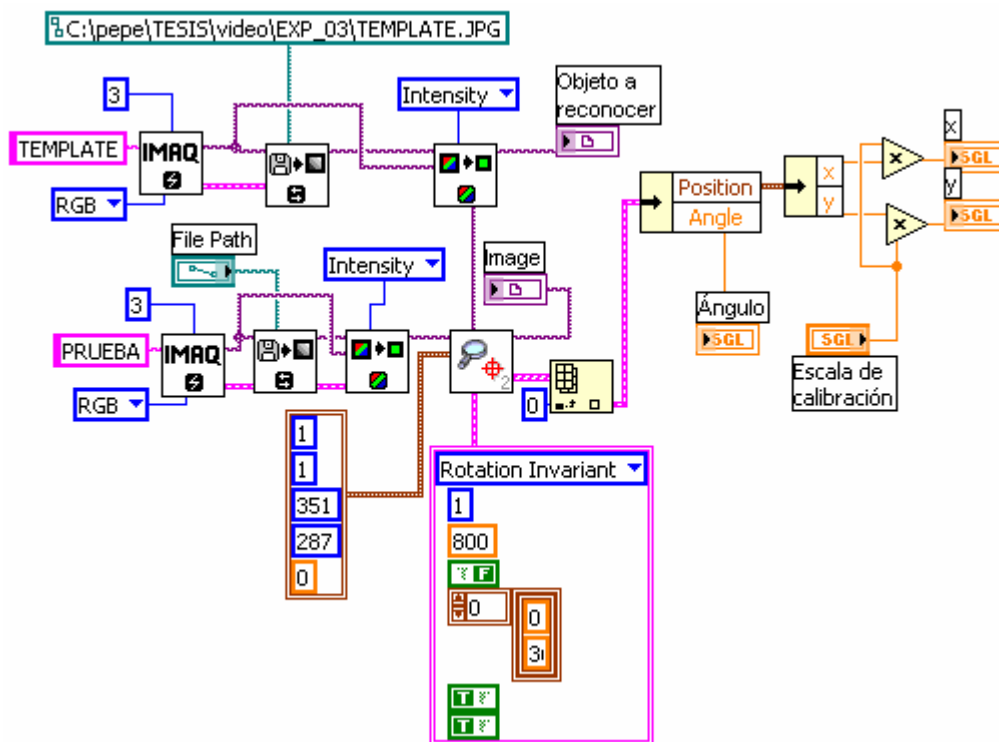 C:\pepe\TESIS\video\EXP_03\TEMPLATE.JPG
3
Intensity
Objeto a
reconocer
TEMPLATE
IMAQ
RGB
x
SGL
y
SGL
Position
Angle
x
y
x
x
File Path
Intensity
Image
3
PRUEBA
IMAQ
RGB
2
0
Ángulo
SGL
SGL
Escala de
calibración
1
1
351
287
0
Rotation Invariant
1
800
F
0
0
T
T